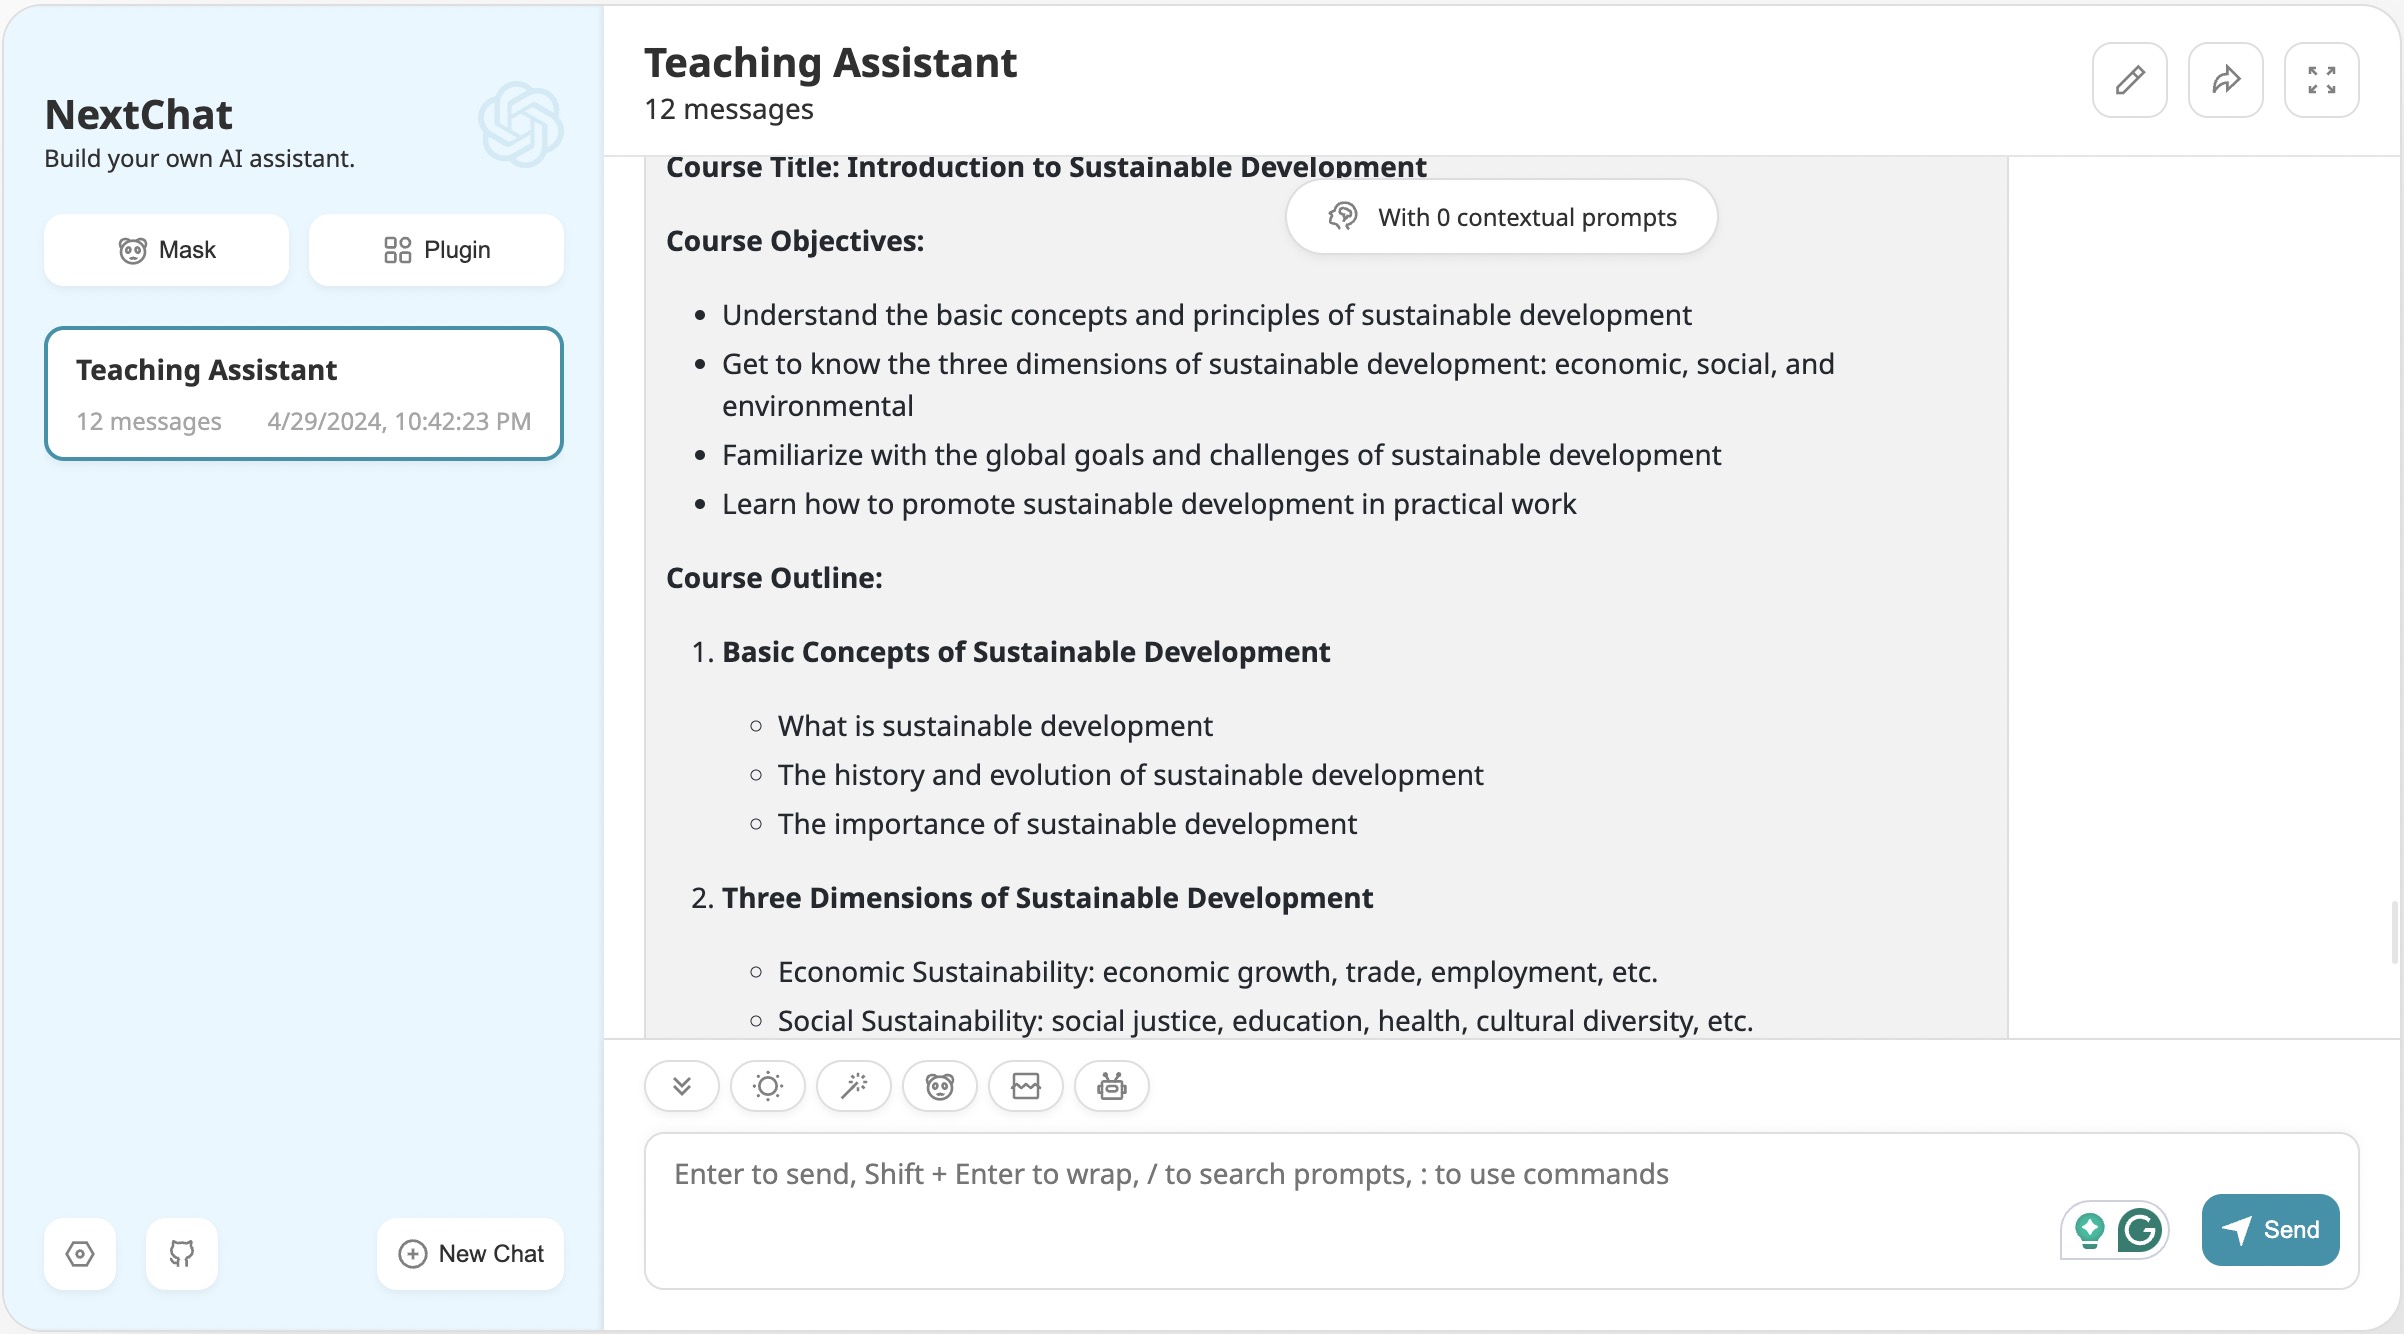 NextChat
Build your own AI assistant.
Mask
Plugin
Teaching Assistant
12 messages
4/29/2024, 10:42:23 PM
New Chat
Teaching Assistant
12 messages
Course Title: Introduction to Sustainable Development
With 0 contextual prompts
Course Objectives:
• Understand the basic concepts and principles of sustainable development
• Get to know the three dimensions of sustainable development: economic, social, and
environmental
• Familiarize with the global goals and challenges of sustainable development
• Learn how to promote sustainable development in practical work
Course Outline:
1. Basic Concepts of Sustainable Development
○ What is sustainable development
○ The history and evolution of sustainable development
○ The importance of sustainable development
2. Three Dimensions of Sustainable Development
○ Economic Sustainability: economic growth, trade, employment, etc.
○ Social Sustainability: social justice, education, health, cultural diversity, etc.
Enter to send, Shift + Enter to wrap, / to search prompts, : to use commands
Send